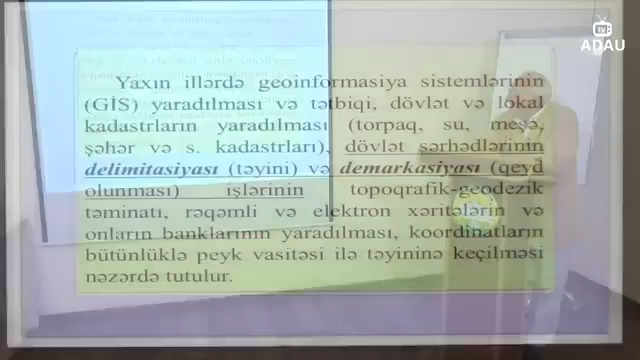 TV
ADAU
Yaxın illərdə geoinformasiya sistemlərinin
(GİS) yaradılması və tətbiqi, dövlət və lokal
kadastrların yaradılması (torpaq, su, meşə,
şəhər və s. kadastrları), dövlət sərhədlərinin
delimitasiyası (təyini) və demarkasiyası (qeyd
olunması) işlərinin topoqrafik-geodezik
təminatı, rəqəmli və elektron xəritələrin və
onların banklarının yaradılması, koordinatların
bütünlüklə peyk vasitəsi ilə təyininə keçilməsi
nəzərdə tutulur.